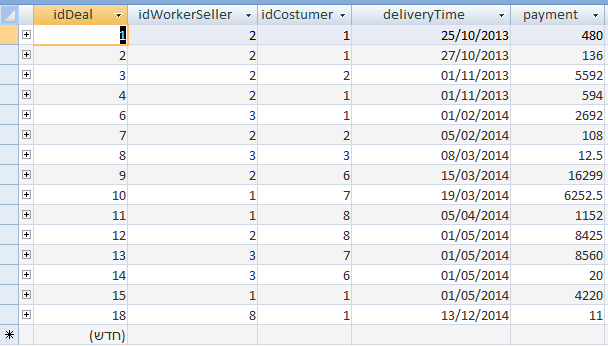 idDeal idWorkerSeller idCostumer deliveryTime payment
1 2 1 25/10/2013 480
2 2 1 27/10/2013 136
3 2 2 01/11/2013 5592
4 2 1 01/11/2013 594
6 3 1 01/02/2014 2692
7 2 2 05/02/2014 108
8 3 3 08/03/2014 12.5
9 2 6 15/03/2014 16299
10 1 7 19/03/2014 6252.5
11 1 8 05/04/2014 1152
12 2 8 01/05/2014 8425
13 3 7 01/05/2014 8560
14 3 6 01/05/2014 20
15 1 1 01/05/2014 4220
18 8 1 13/12/2014 11
(חדש)